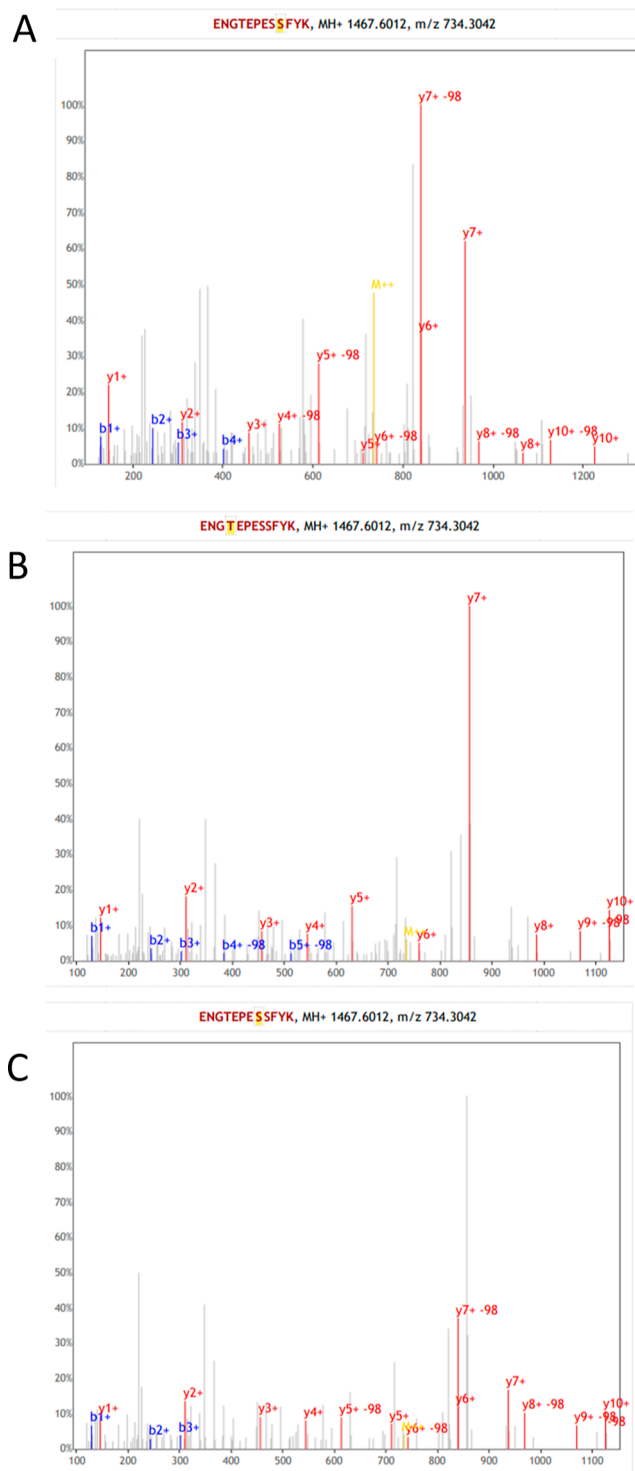 A
ENGTEPESSFYK, MH+ 1467.6012, m/z 734.3042
100%
90%
80%
70%
60%
50%
40%
30%
20%
10%
0%
y7+ -98
y7+
M++
y6+
y5+ -98
y1+
b1+
b2+
y2+
b3+
b4+
y3+
y4+ -98
y5+
y6+ -98
y8+ -98
y8+
y10+ -98
y10+
200 400 600 800 1000 1200
ENGTEPESSFYK, MH+ 1467.6012, m/z 734.3042
B
100%
90%
80%
70%
60%
50%
40%
30%
20%
10%
0%
y7+
y1+
b1+
y2+
b2+
b3+
b4+ -98
y3+
b5+ -98
y4+
y5+
y6+
y8+
y9+ -98
y10+
100 200 300 400 500 600 700 800 900 1000 1100
ENGTEPESSFYK, MH+ 1467.6012, m/z 734.3042
C
100%
90%
80%
70%
60%
50%
40%
30%
20%
10%
0%
y7+ -98
y7+
y6+
y1+
b1+
y2+
b2+
b3+
y3+
y4+
y5+ -98
y5+
y6+ -98
y8+ -98
y9+ -98
y10+
-98
100 200 300 400 500 600 700 800 900 1000 1100